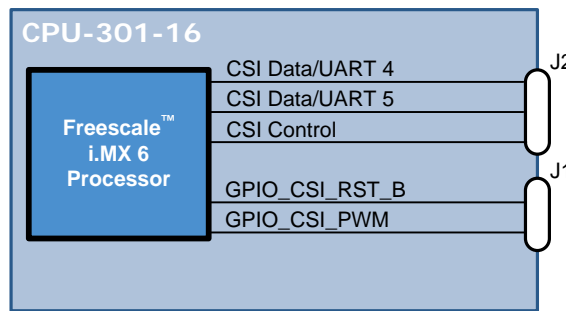 CPU-301-16
CSI Data/UART 4
J2
CSI Data/UART 5
Freescale™
CSI Control
i.MX 6
Processor
J1
GPIO_CSI_RST_B
GPIO_CSI_PWM